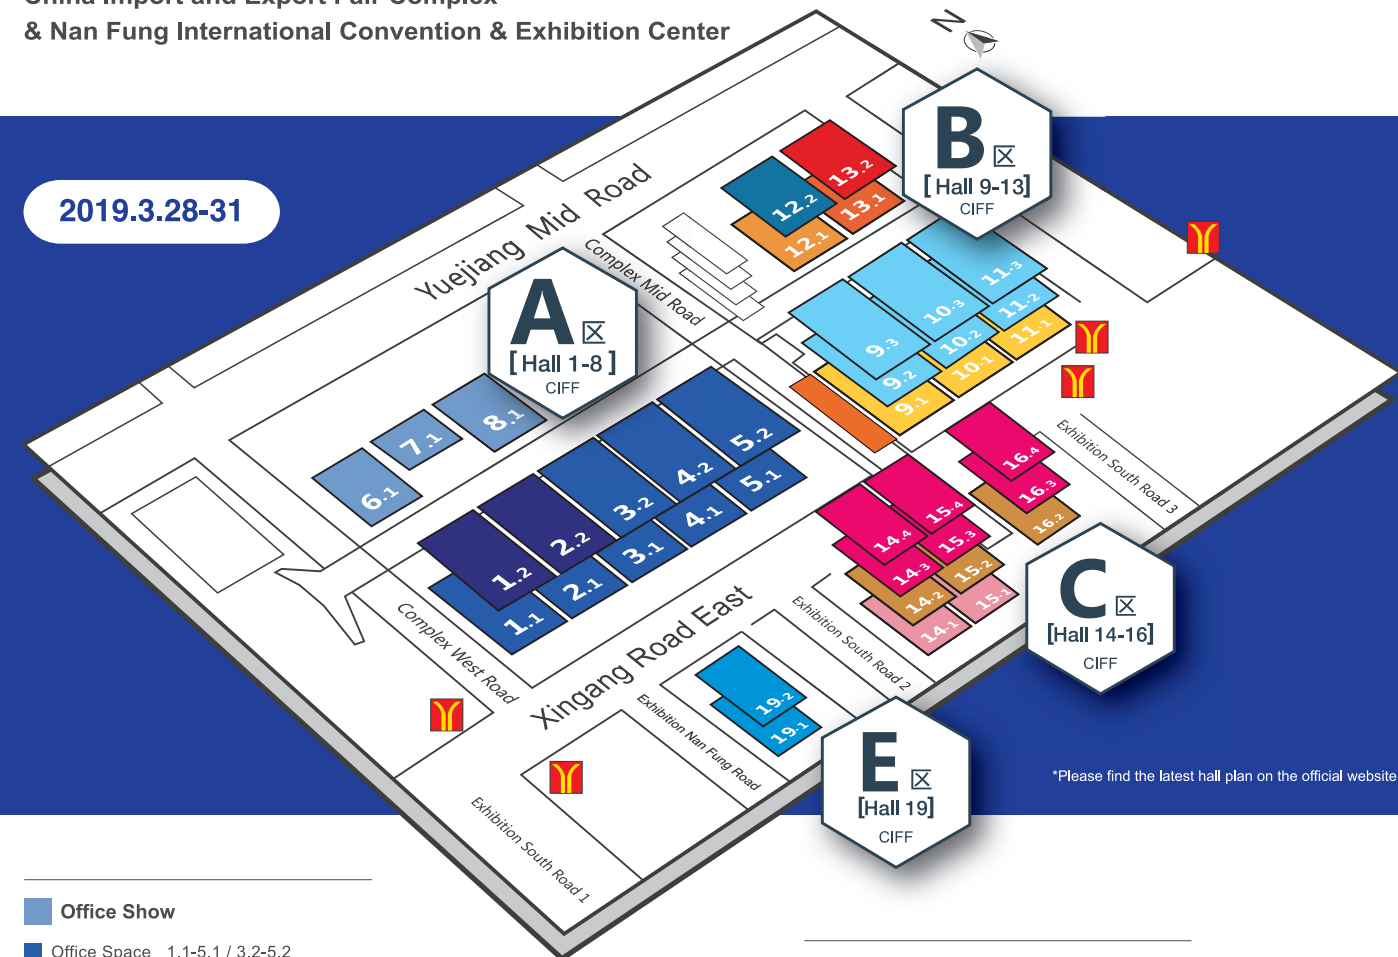 China Import and Export Fair Complex
& Nan Fung International Convention & Exhibition Center
N
2019.3.28-31
B区
[Hall 9-13]
CIFF
Yuejiang Mid Road
Complex Mid Road
13.2
13.1
12.2
12.1
A区
[Hall 1-8 ]
CIFF
11.3
11.2
11.1
10.3
10.2
10.1
9.3
9.2
9.1
8.1
7.1
6.1
5.2
5.1
4.2
4.1
3.2
3.1
2.2
2.1
1.2
1.1
16.4
16.3
16.2
Exhibition South Road 3
15.4
15.3
15.2
15.1
14.4
14.3
14.2
14.1
C区
[Hall 14-16]
CIFF
Complex West Road
Xingang Road East
Exhibition South Road 2
19.2
19.1
Exhibition Nan Fung Road
E区
[Hall 19]
CIFF
Exhibition South Road 1
*Please find the latest hall plan on the official website
Office Show
Office Space 1.1-5.1 / 3.2-5.2